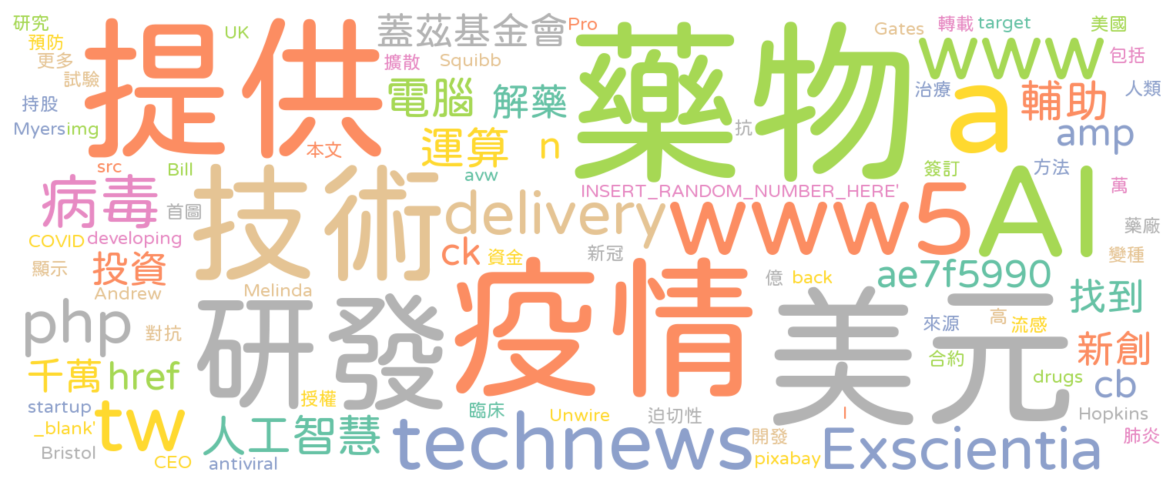 研究
預防
更多
試驗
持股
Myers
img
提供
UK
蓋茲基金會
Pro
擴散
Squibb
電腦
解藥
運算
n
avw
本文
src
Bill
藥物
抗
Gates
轉載
target
美國
包括
www
a
治療
輔助
人類
amp
簽訂
方法
萬
病毒
首圖
COVID
developing
顯示
投資
Andrew
技術
Melinda
delivery
ck
資金
INSERT_RANDOM_NUMBER_HERE'
www
5
AI
新冠
億
back
ae7f5990
藥廠
變種
找到
php
對抗
研發
疫情
美元
來源
高
流感
合約
新創
千萬
href
startup
_blank'
tw
授權
人工智慧
臨床
Unwire
迫切性
I
drugs
cb
Hopkins
Bristol
CEO
antiviral
technews
開發
pixabay
Exscientia
肺炎